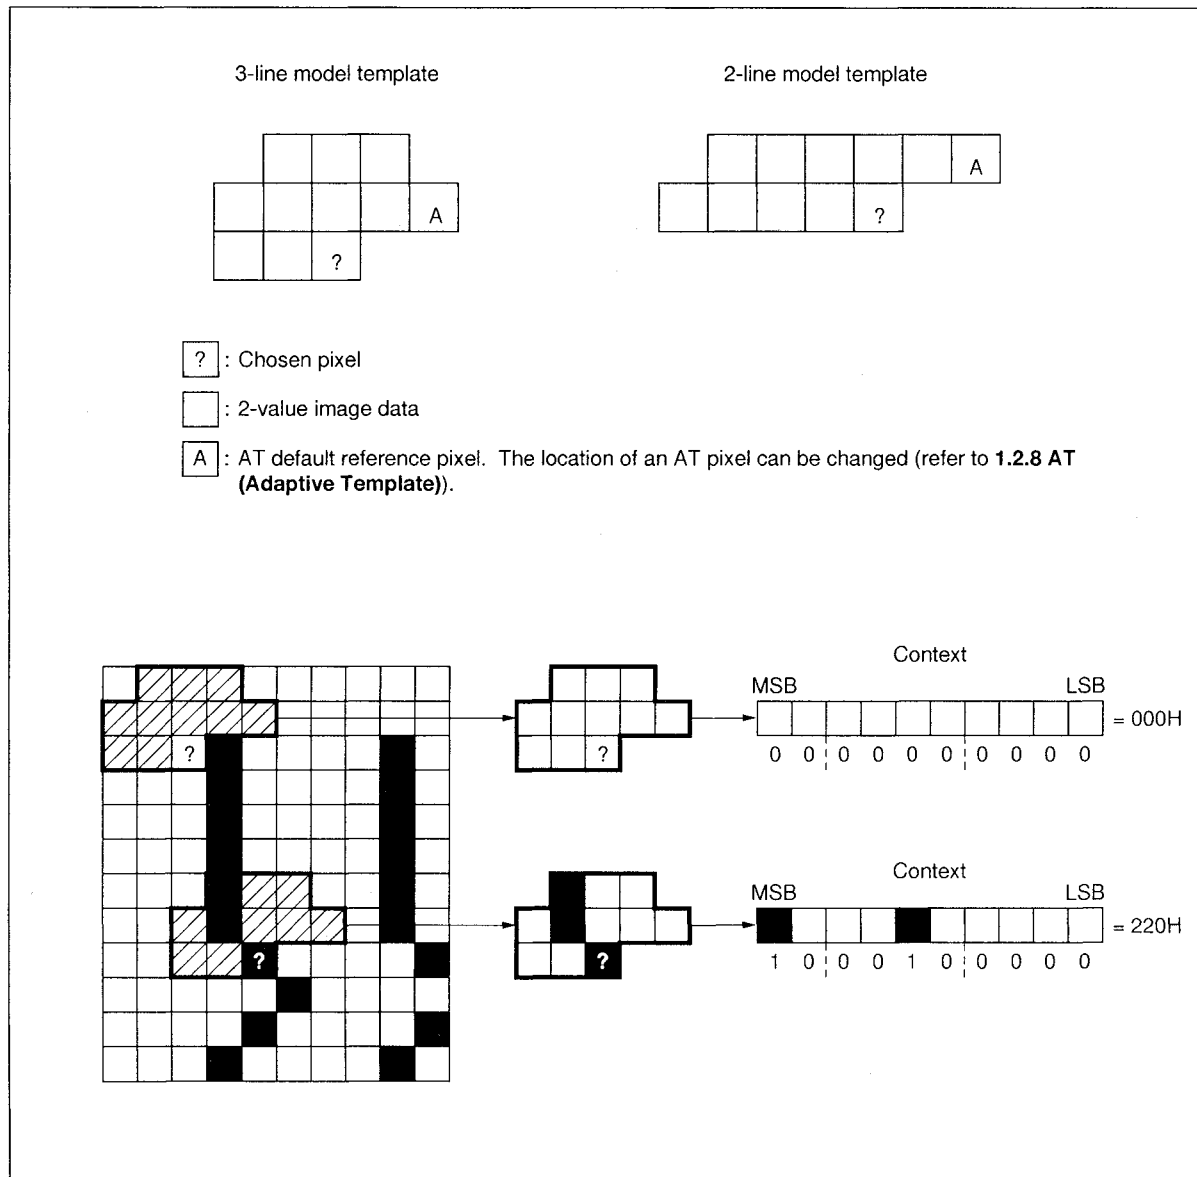 3-line model template 2-line model template
A A
? ?
? : Chosen pixel
: 2-value image data
A : AT default reference pixel. The location of an AT pixel can be changed (refer to 1.2.8 AT
(Adaptive Template)).
Context
MSB LSB
= 000H
? ? 0 0 0 0 0 0 0 0 0 0
Context
MSB LSB
= 220H
? ? 1 0 0 0 1 0 0 0 0 0